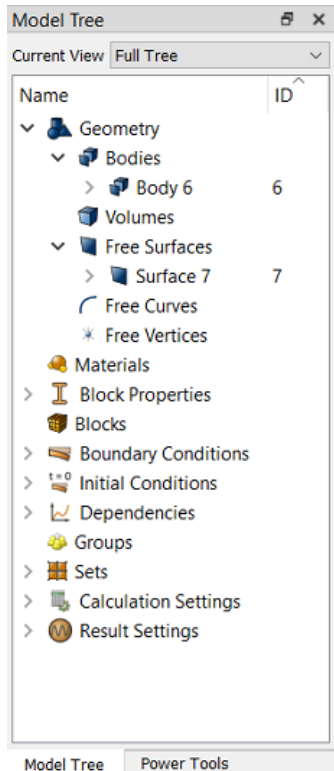 Model Tree
Current View Full Tree
Name ID
Geometry
Bodies
Body 6 6
Volumes
Free Surfaces
Surface 7 7
Free Curves
Free Vertices
Materials
Block Properties
Blocks
Boundary Conditions
t=0 Initial Conditions
Dependencies
Groups
Sets
Calculation Settings
Result Settings
Model Tree Power Tools